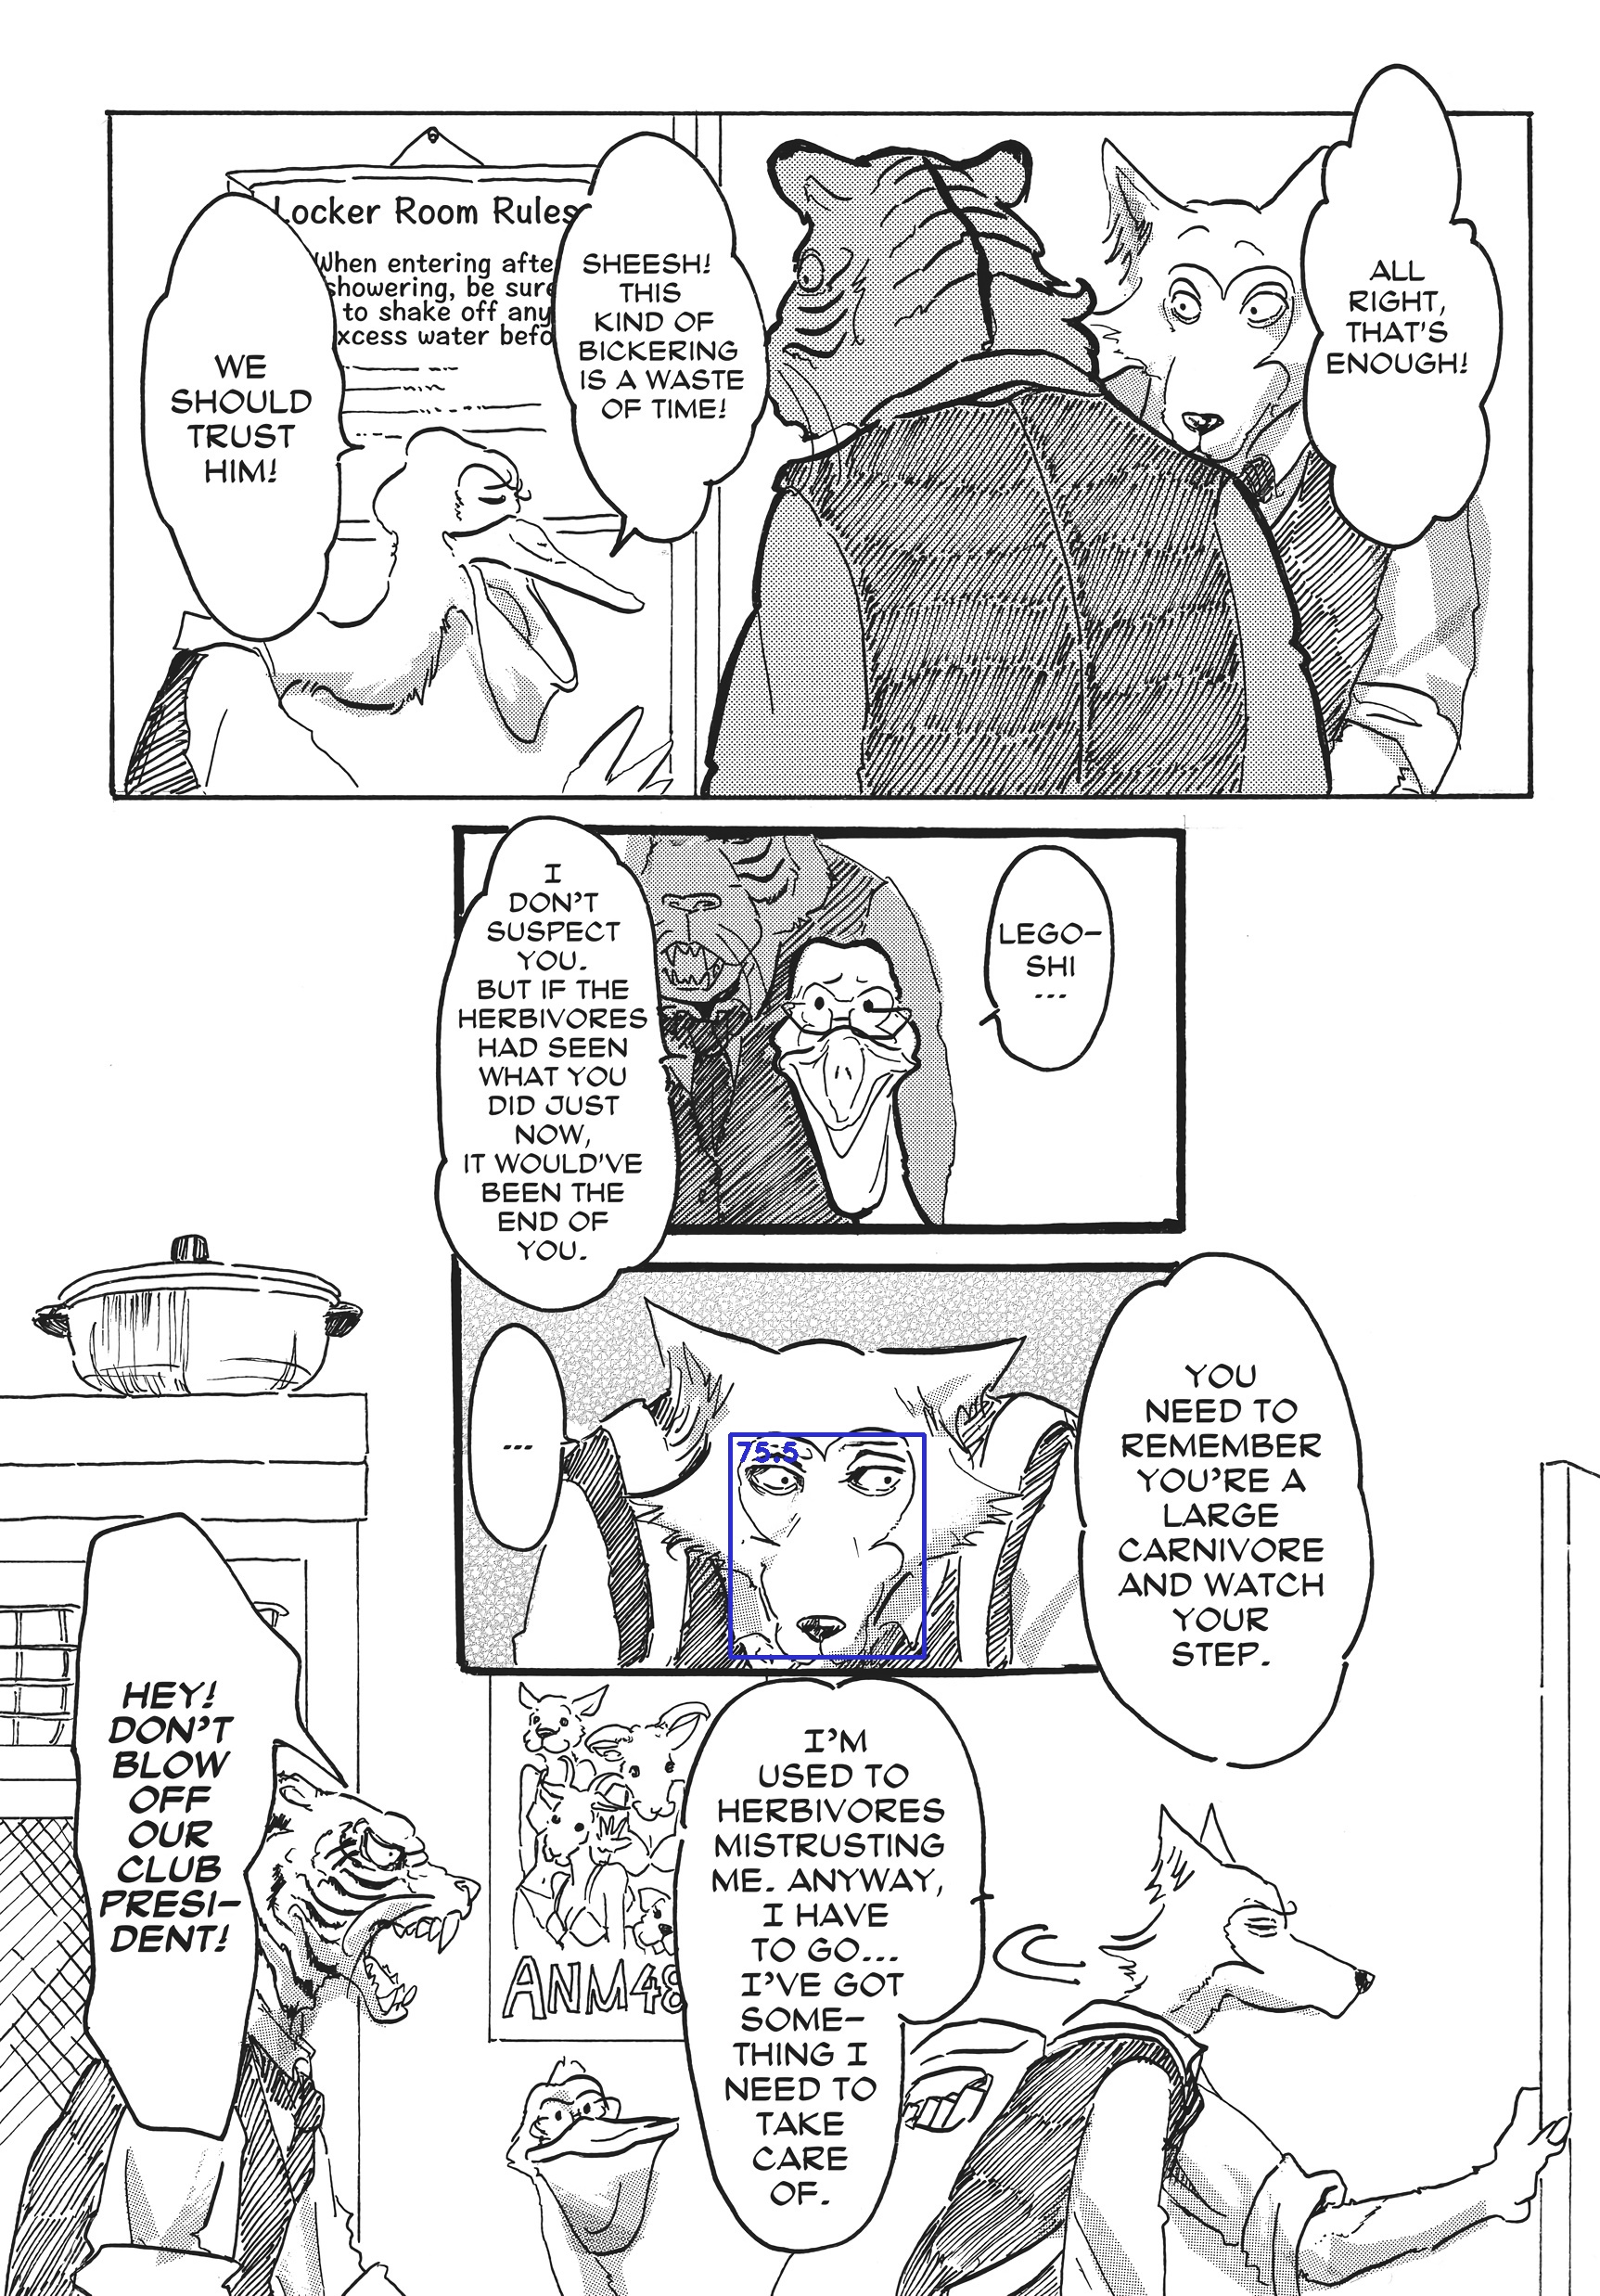 ALL
RIGHT,
THAT'S
ENOUGH!
SHEESH!
THIS
KIND OF
BICKERING
IS A WASTE
OF TIME!
Locker Room Rules
When entering afte
showering, be sure
to shake off any
xcess water befo
WE
SHOULD
TRUST
HIM!
LEGO-
SHI
...
I
DON'T
SUSPECT
YOU.
BUT IF THE
HERBIVORES
HAD SEEN
WHAT YOU
DID JUST
NOW,
IT WOULD'VE
BEEN THE
END OF
YOU.
YOU
NEED TO
REMEMBER
YOU'RE A
LARGE
CARNIVORE
AND WATCH
YOUR
STEP.
...
75.5
I'M
USED TO
HERBIVORES
MISTRUSTING
ME. ANYWAY,
I HAVE
TO GO...
I'VE GOT
SOME-
THING I
NEED TO
TAKE
CARE
OF.
ANM48
HEY!
DON'T
BLOW
OFF
OUR
CLUB
PRESI-
DENT!